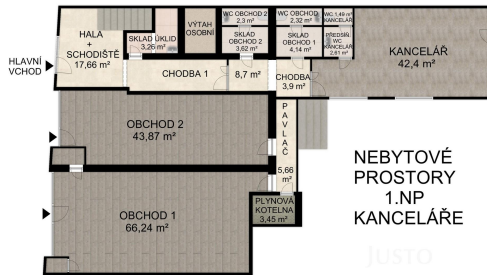 HALA
+
SCHODIŠTĚ
17,66 m²
HLAVNÍ
VCHOD
SKLAD ÚKLID
3,26 m²
VÝTAH
OSOBNÍ
WC OBCHOD 2
2,3 m²
SKLAD
OBCHOD 2
3,62 m²
WC OBCHOD
2,32 m²
SKLAD
OBCHOD 1
4,14 m²
WC 1,49 m²
KANCELÁŘ
PŘEDSÍŇ
WC
KANCELÁŘ
2,61 m²
KANCELÁŘ
42,4 m²
CHODBA 1
8,7 m²
CHODBA
3,9 m²
OBCHOD 2
43,87 m²
PAVLAČ
5,66
m²
PLYNOVÁ
KOTELNA
3,45 m²
OBCHOD 1
66,24 m²
NEBYTOVÉ
PROSTORY
1.NP
KANCELÁŘE
JUSTO